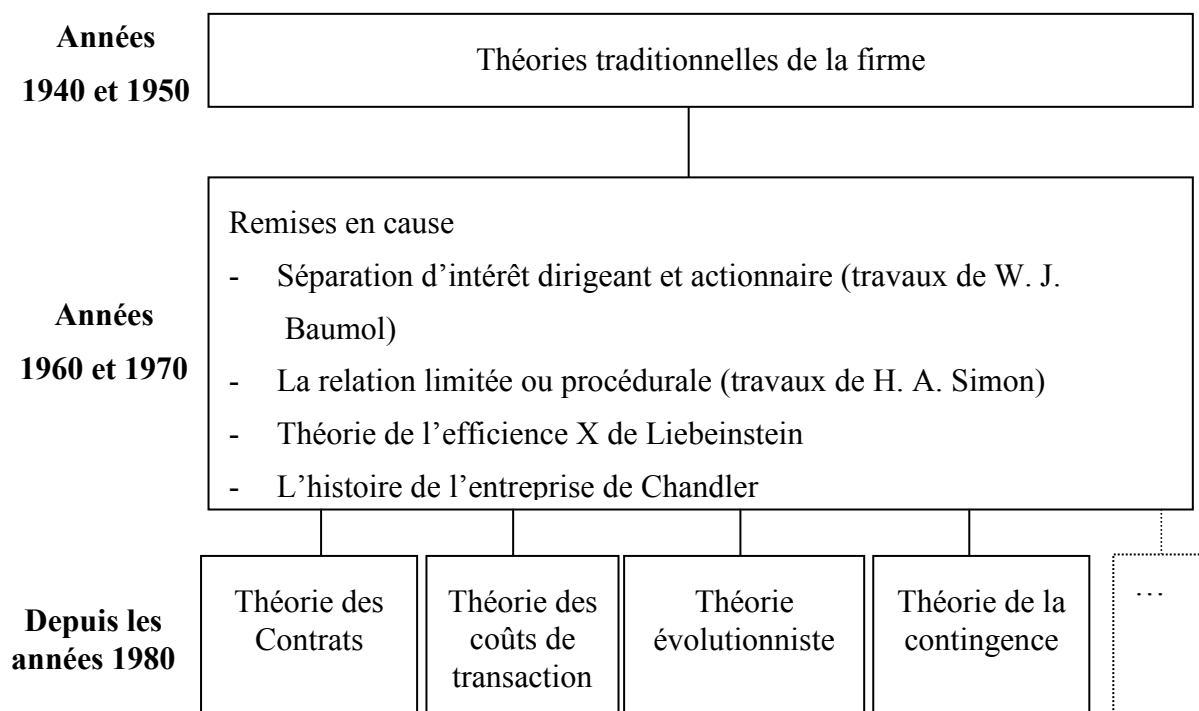 Années
1940 et 1950
Théories traditionnelles de la firme
Années
1960 et 1970
Remises en cause
- Séparation d’intérêt dirigeant et actionnaire (travaux de W. J.
Baumol)
- La relation limitée ou procédurale (travaux de H. A. Simon)
- Théorie de l’efficience X de Liebeinstein
- L’histoire de l’entreprise de Chandler
Depuis les
années 1980
Théorie des
Contrats
Théorie des
coûts de
transaction
Théorie
évolutionniste
Théorie de la
contingence
…